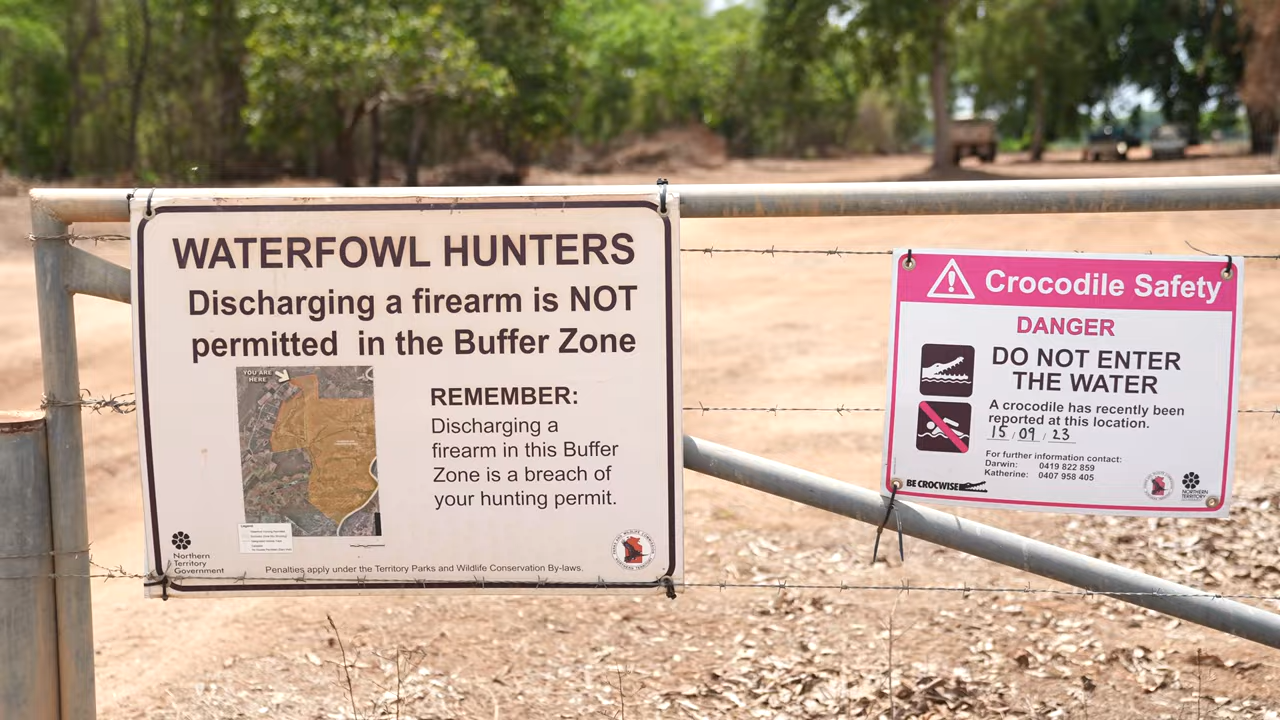 WATERFOWL HUNTERS
Discharging a firearm is NOT
permitted in the Buffer Zone
YOU ARE
HERE
REMEMBER:
Discharging a
firearm in this Buffer
Zone is a breach of
your hunting permit.
Northern
Territory
Government
Penalties apply under the Territory Parks and Wildlife Conservation By-laws.
Crocodile Safety
DANGER
DO NOT ENTER
THE WATER
A crocodile has recently been
reported at this location.
15 / 09 / 23
For further information contact:
Darwin: 0419 822 859
Katherine: 0407 958 405
BE CROCWISE
NORTHERN
TERRITORY